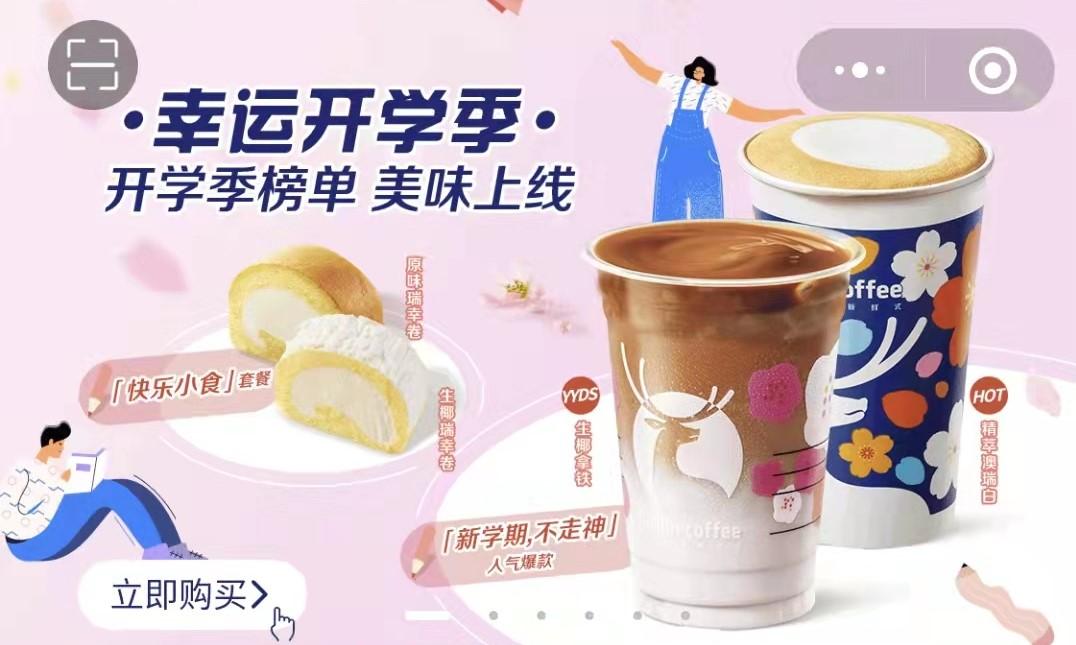 ·幸运开学季·
开学季榜单 美味上线
原味瑞幸卷
「快乐小食」套餐
生椰瑞幸卷
YYDS
生椰拿铁
HOT
精萃澳瑞白
「新学期,不走神」
人气爆款
offee
coffee
立即购买>